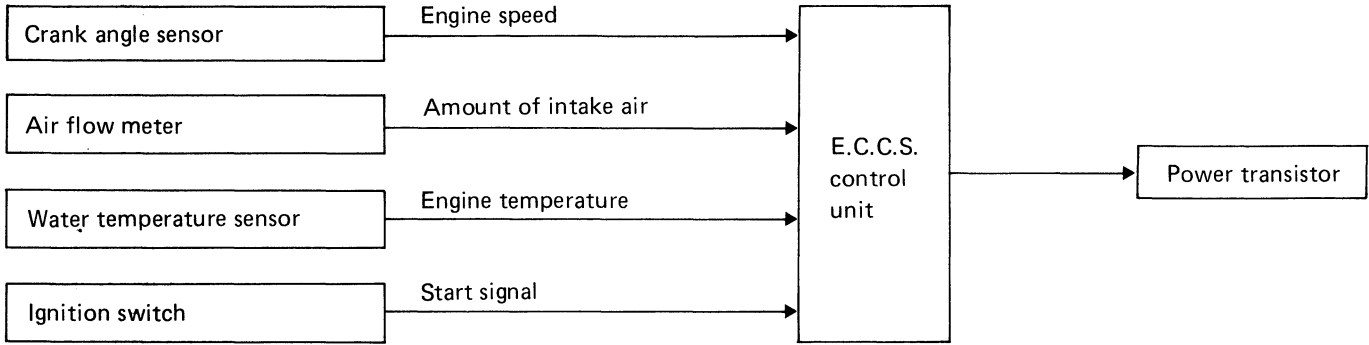 Crank angle sensor
Engine speed
Air flow meter
Amount of intake air
Water temperature sensor
Engine temperature
Ignition switch
Start signal
E.C.C.S.
control
unit
Power transistor